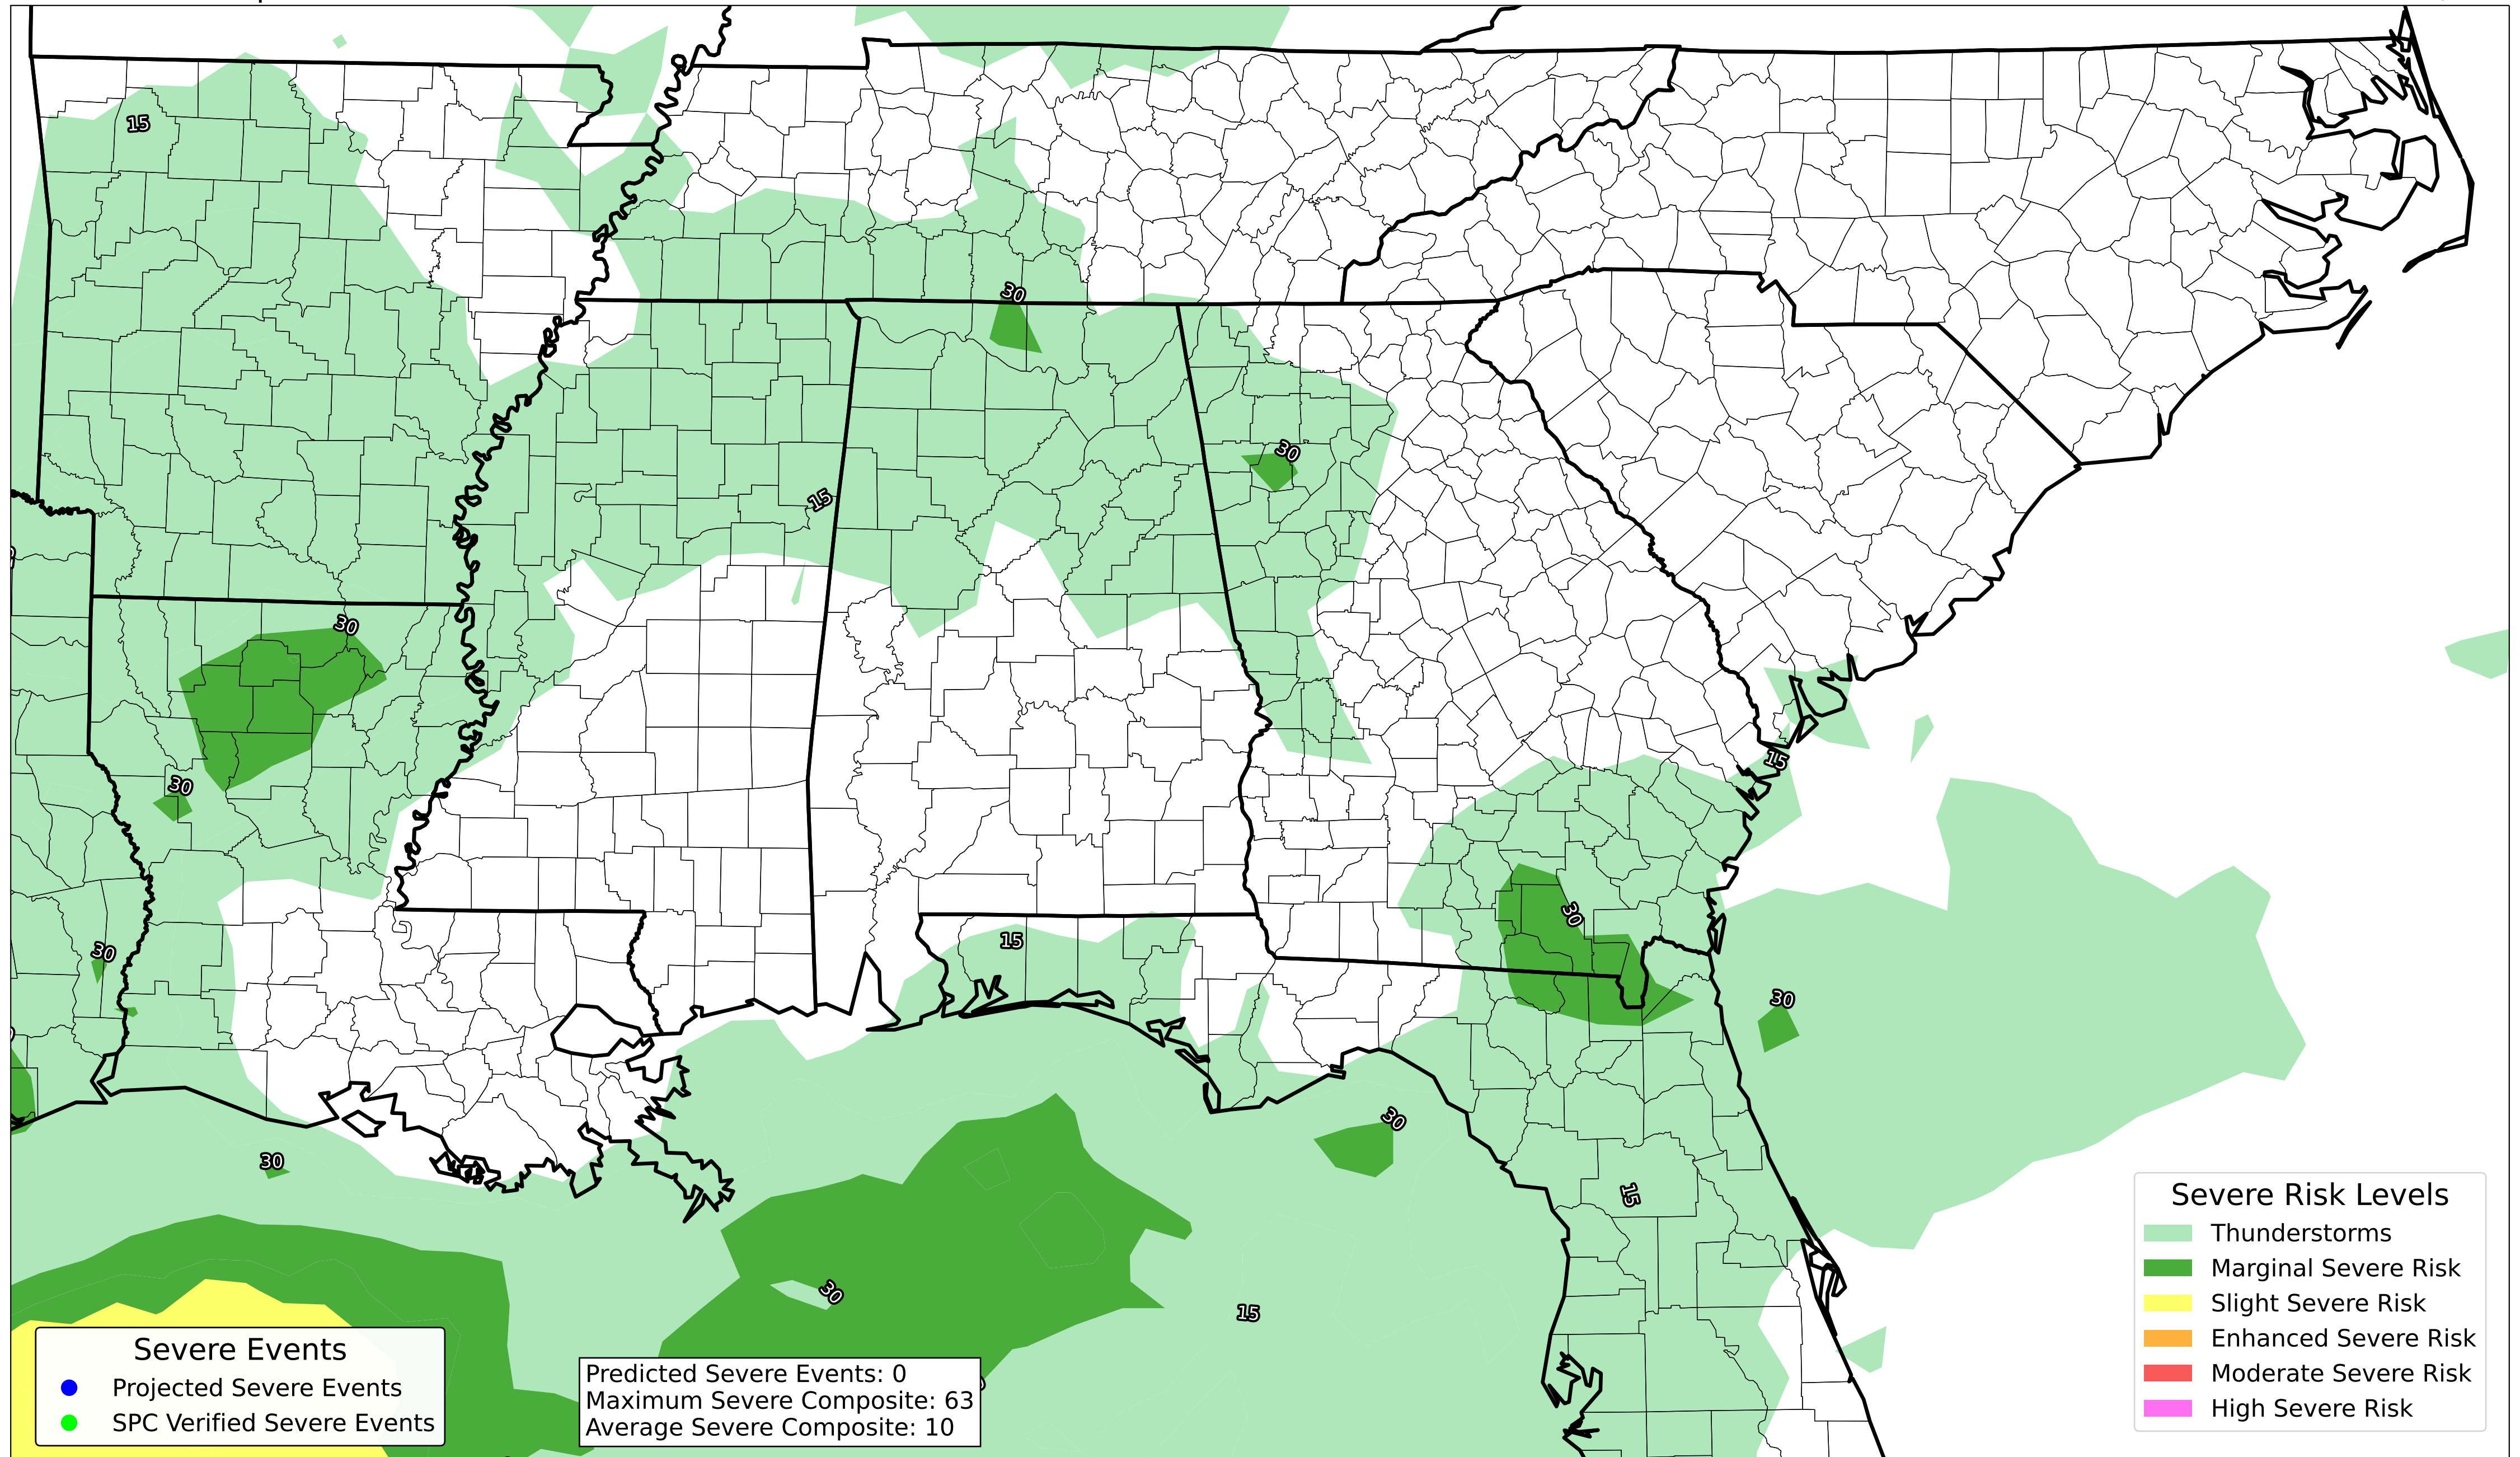 15
30
30
15
30
30
15
30
15
30
30
30
30
15
30
15
Severe Risk Levels
Thunderstorms
Marginal Severe Risk
Slight Severe Risk
Enhanced Severe Risk
Moderate Severe Risk
High Severe Risk
Severe Events
Projected Severe Events
SPC Verified Severe Events
Predicted Severe Events: 0
Maximum Severe Composite: 63
Average Severe Composite: 10